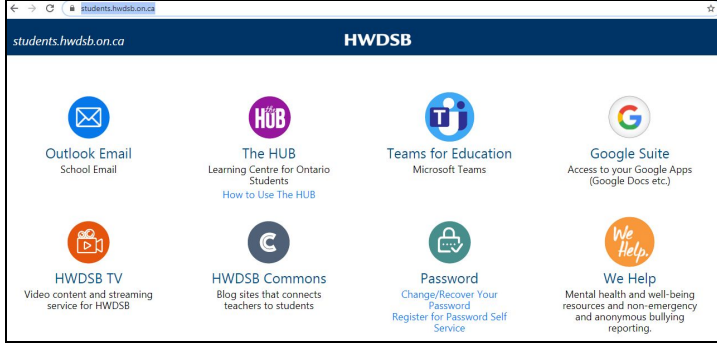 students.hwdsb.on.ca
students.hwdsb.on.ca
HWDSB
Outlook Email
School Email
the
HUB
The HUB
Learning Centre for Ontario
Students
How to Use The HUB
T
Teams for Education
Microsoft Teams
G
Google Suite
Access to your Google Apps
(Google Docs etc.)
HWDSB TV
Video content and streaming
service for HWDSB
C
HWDSB Commons
Blog sites that connects
teachers to students
Password
Change/Recover Your
Password
Register for Password Self
Service
We
Help.
We Help
Mental health and well-being
resources and non-emergency
and anonymous bullying
reporting.